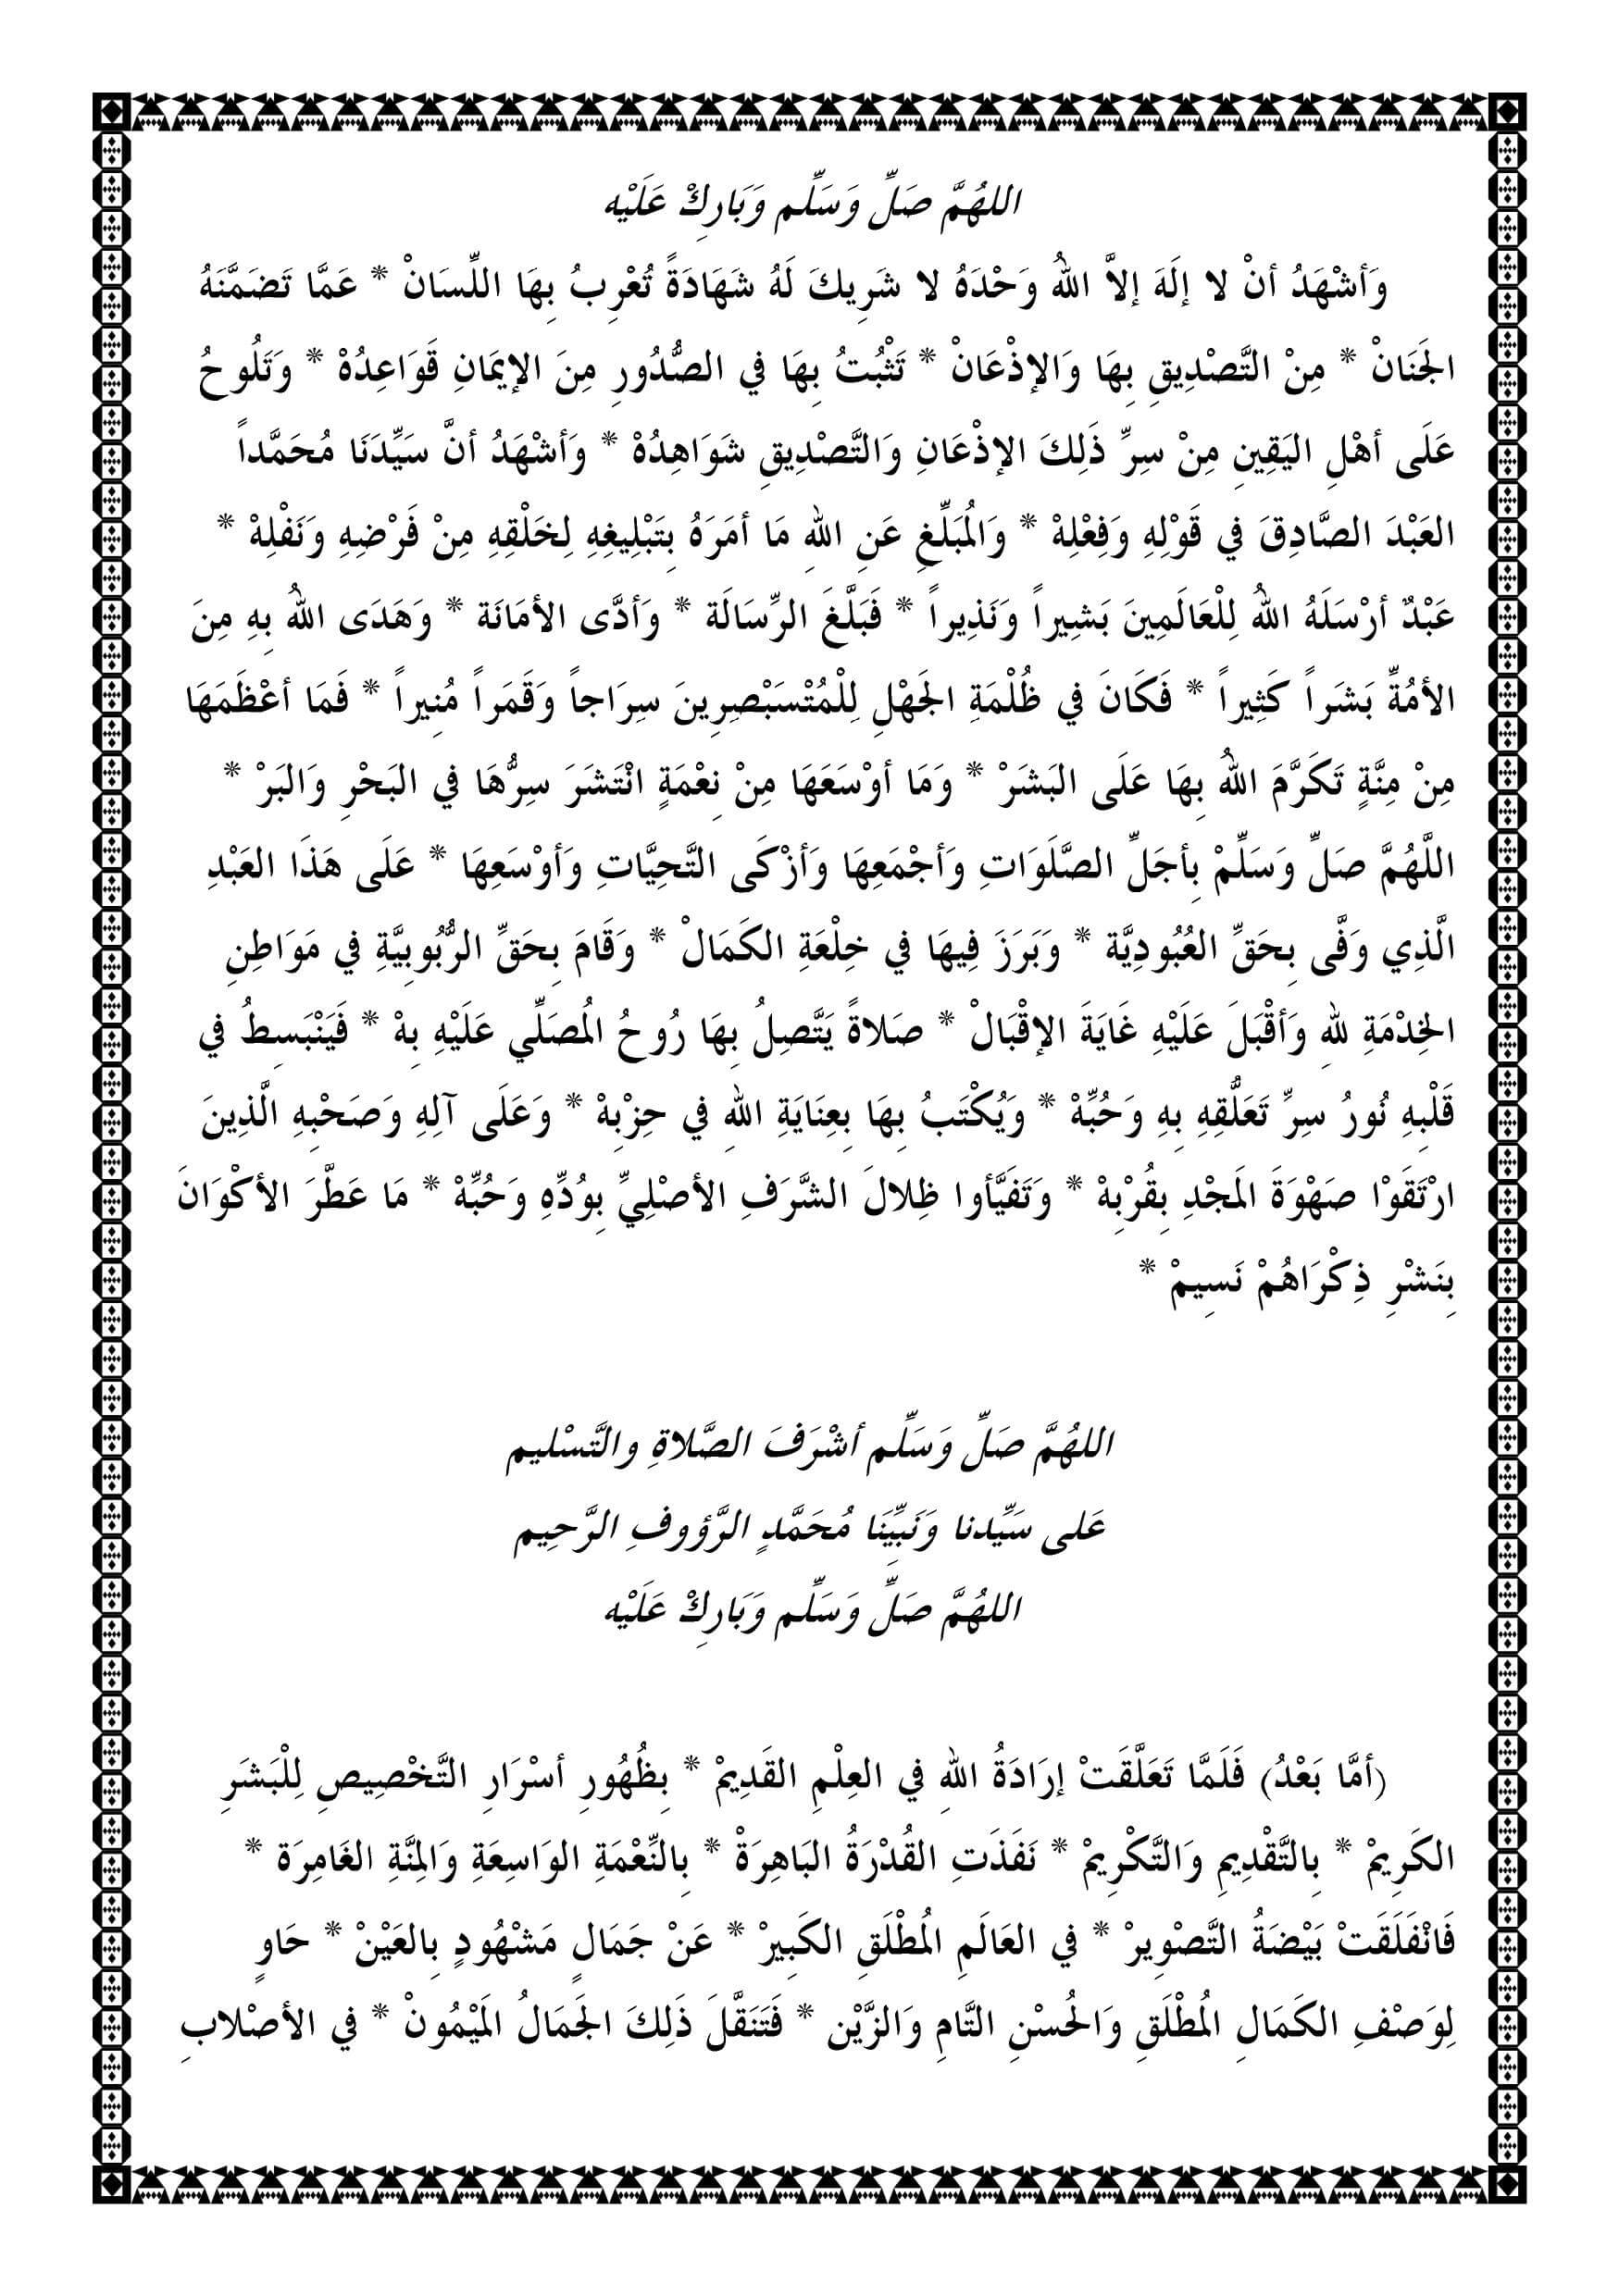 اللهُمَّ صَلِّ وَسَلِّم وَبَارِكْ عَلَيْه
وَأشْهَدُ أنْ لا إلَهَ إلاَّ اللهُ وَحْدَهُ لا شَرِيكَ لَهُ شَهَادَةً تُعْرِبُ بِهَا اللِّسَانْ * عَمَّا تَضَمَّنَهُ
الجَنَانْ * مِنْ التَّصْدِيقِ بِهَا وَالإذْعَانْ * تَثْبُتُ بِهَا في الصُّدُورِ مِنَ الإيمَانِ قَوَاعِدُهْ * وَتَلُوحُ
عَلَى أهْلِ اليَقِينِ مِنْ سِرِّ ذَلِكَ الإذْعَانِ وَالتَّصْدِيقِ شَوَاهِدُهْ * وَأشْهَدُ أنَّ سَيِّدَنَا مُحَمَّداً
العَبْدَ الصَّادِقَ في قَوْلِهِ وَفِعْلِهْ * وَالمُبَلِّغِ عَنِ اللهِ مَا أمَرَهُ بِتَبْلِيغِهِ لِخَلْقِهِ مِنْ فَرْضِهِ وَنَفْلِهْ *
عَبْدٌ أرْسَلَهُ اللهُ لِلْعَالَمِينَ بَشِيراً وَنَذِيراً * فَبَلَّغَ الرِّسَالَة * وَأدَّى الأمَانَة * وَهَدَى اللهُ بِهِ مِنَ
الأمُةِّ بَشَراً كَثِيراً * فَكَانَ في ظُلْمَةِ الجَهْلِ لِلْمُتْسَبْصِرِينَ سِرَاجاً وَقَمَراً مُنِيراً * فَمَا أعْظَمَهَا
مِنْ مِنَّةٍ تَكَرَّمَ اللهُ بِهَا عَلَى البَشَرْ * وَمَا أوْسَعَهَا مِنْ نِعْمَةٍ انْتَشَرَ سِرُّهَا في البَحْرِ وَالبَرْ *
اللَّهُمَّ صَلِّ وَسَلِّمْ بِأجَلِّ الصَّلَوَاتِ وَأجْمَعِهَا وَأزْكَى التَّحِيَّاتِ وَأوْسَعِهَا * عَلَى هَذَا العَبْدِ
الَّذِي وَفَّى بِحَقِّ العُبُودِيَّة * وَبَرَزَ فِيهَا في خِلْعَةِ الكَمَالْ * وَقَامَ بِحَقِّ الرُّبُوبِيَّةِ في مَوَاطِنِ
الخِدْمَةِ للهِ وَأقْبَلَ عَلَيْهِ غَايَةَ الإقْبَالْ * صَلاةً يَتَّصِلُ بِهَا رُوحُ المُصَلِّي عَلَيْهِ بِهْ * فَيَنْبَسِطُ في
قَلْبِهِ نُورُ سِرِّ تَعَلُّقِهِ بِهِ وَحُبِّهْ * وَيُكْتَبُ بِهَا بِعِنَايَةِ اللهِ في حِزْبِهْ * وَعَلَى آلِهِ وَصَحْبِهِ الَّذِينَ
ارْتَقَوْا صَهْوَةَ المَجْدِ بِقُرْبِهْ * وَتَفَيَّأوا ظِلالَ الشَّرَفِ الأصْلِيِّ بِوُدِّهِ وَحُبِّهْ * مَا عَطَّرَ الأكْوَانَ
بِنَشْرِ ذِكْرَاهُمْ نَسِيمْ *
اللهُمَّ صَلِّ وَسَلِّم أشْرَفَ الصَّلاةِ والتَّسْليم
عَلى سَيِّدنا وَنَبِّيِنَا مُحَمَّدٍ الرَّؤوفِ الرَّحِيم
اللهُمَّ صَلِّ وَسَلِّم وَبَارِكْ عَلَيْه
(أمَّا بَعْدُ) فَلَمَّا تَعَلَّقَتْ إرَادَةُ اللهِ في العِلْمِ القَدِيمْ * بِظُهُورِ أسْرَارِ التَّخْصِيصِ لِلْبَشَرِ
الكَرِيمْ * بِالتَّقْدِيمِ وَالتَّكْرِيمْ * نَفَذَتِ القُدْرَةُ البَاهِرَةْ * بِالنِّعْمَةِ الوَاسِعَةِ وَالمِنَّةِ الغَامِرَة *
فَانْفَلَقَتْ بَيْضَةُ التَّصْوِيرْ * في العَالَمِ المُطْلَقِ الكَبِيرْ * عَنْ جَمَالٍ مَشْهُودٍ بِالعَيْنْ * حَاوٍ
لِوَصْفِ الكَمَالِ المُطْلَقِ وَالحُسْنِ التَّامِ وَالزَّيْن * فَتَنَقَّلَ ذَلِكَ الجَمَالُ المَيْمُونْ * في الأصْلابِ